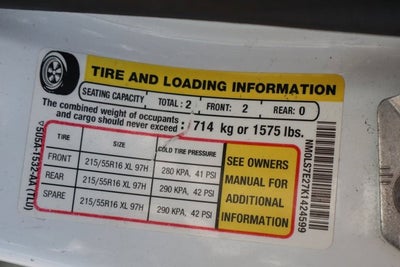 TIRE AND LOADING INFORMATION
SEATING CAPACITY TOTAL: 2 FRONT: 2 REAR: 0
The combined weight of occupants
and cargo should never exceed : 714 kg or 1575 lbs.
TIRE SIZE COLD TIRE PRESSURE
FRONT 215/55R16 XL 97H 280 KPA, 41 PSI
REAR 215/55R16 XL 97H 290 KPA, 42 PSI
SPARE 215/55R16 XL 97H 290 KPA, 42 PSI
SEE OWNERS
MANUAL FOR
ADDITIONAL
INFORMATION
NM0LS7E27K1424599